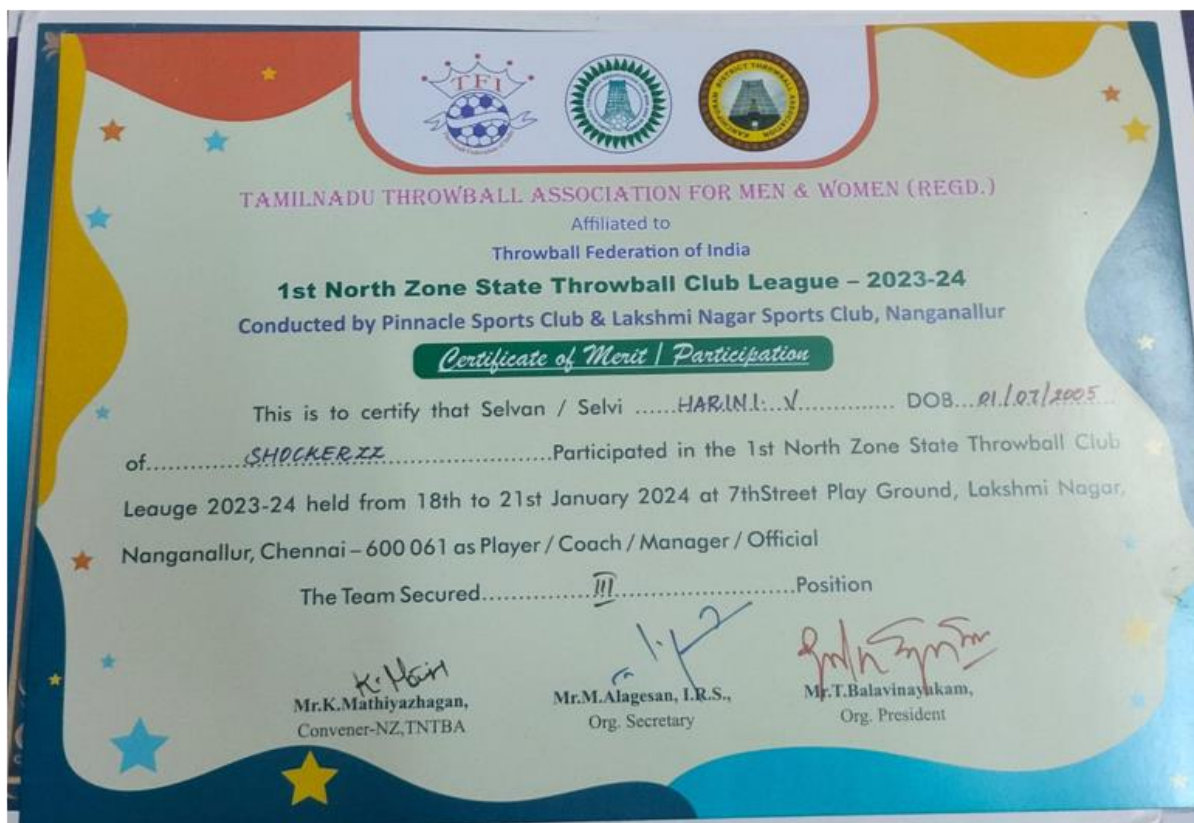 TFI
KANCHIPURAM DISTRICT THROWBALL ASSOCIATION
TAMILNADU THROWBALL ASSOCIATION FOR MEN & WOMEN (REGD.)
Affiliated to
Throwball Federation of India
1st North Zone State Throwball Club League – 2023-24
Conducted by Pinnacle Sports Club & Lakshmi Nagar Sports Club, Nanganallur
Certificate of Merit / Participation
This is to certify that Selvan / Selvi ......HARINI. V.............. DOB...01/07/2005
of.................SHOCKERZZ..........................Participated in the 1st North Zone State Throwball Club
Leauge 2023-24 held from 18th to 21st January 2024 at 7thStreet Play Ground, Lakshmi Nagar,
Nanganallur, Chennai – 600 061 as Player / Coach / Manager / Official
The Team Secured................III..........................Position
Mr.K.Mathiyazhagan,
Convener-NZ,TNTBA
Mr.M.Alagesan, I.R.S.,
Org. Secretary
Mr.T.Balavinayakam,
Org. President